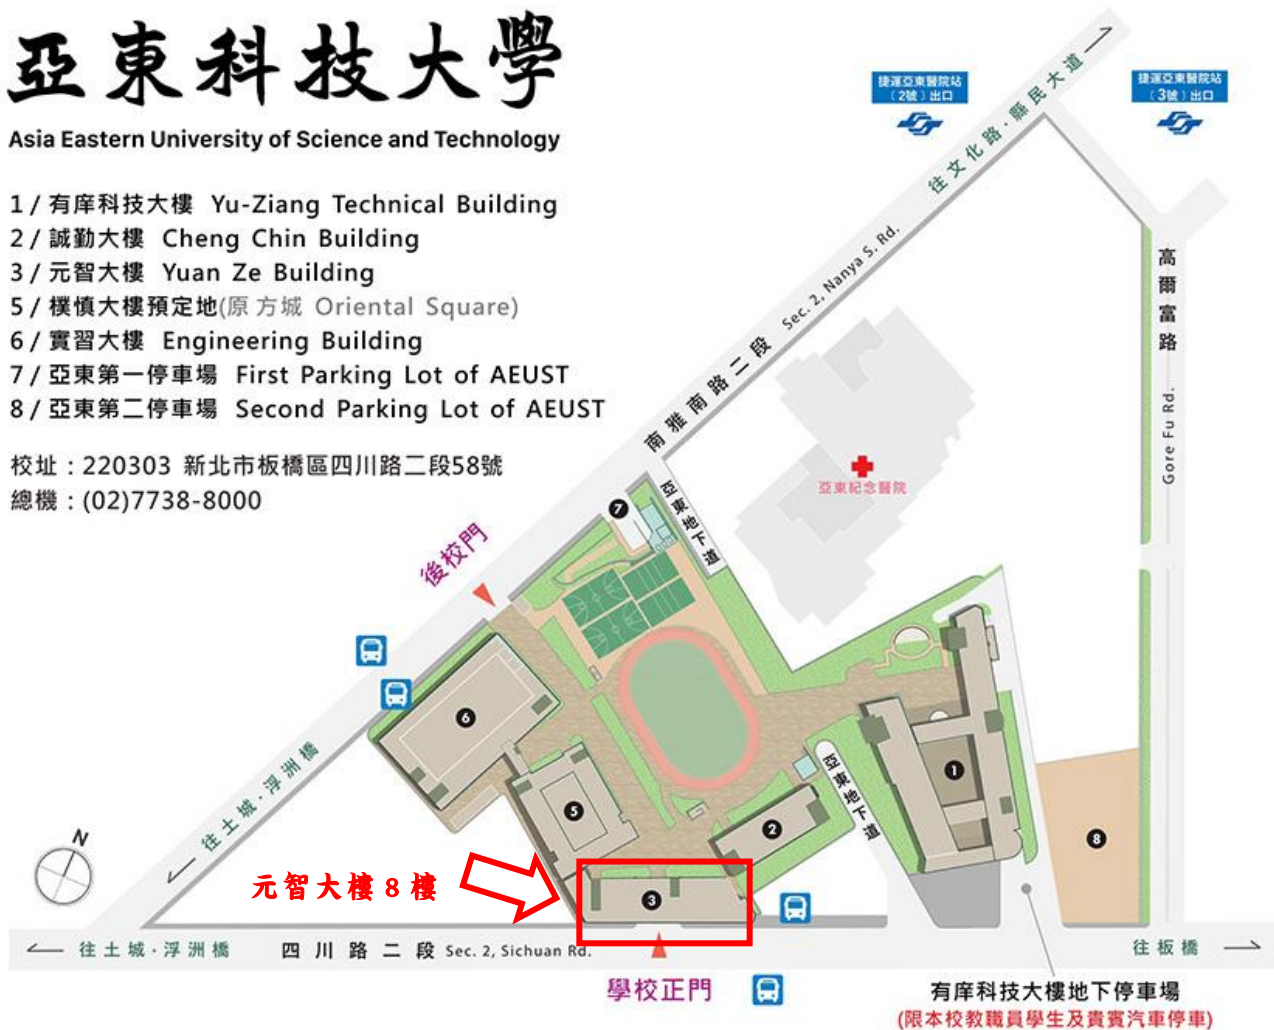 亞東科技大學
Asia Eastern University of Science and Technology
1 / 有庠科技大樓 Yu-Ziang Technical Building
2 / 誠勤大樓 Cheng Chin Building
3 / 元智大樓 Yuan Ze Building
5 / 樸慎大樓預定地(原方城 Oriental Square)
6 / 實習大樓 Engineering Building
7 / 亞東第一停車場 First Parking Lot of AEUST
8 / 亞東第二停車場 Second Parking Lot of AEUST
校址：220303 新北市板橋區四川路二段58號
總機：(02)7738-8000
捷運亞東醫院站
（2號）出口
捷運亞東醫院站
（3號）出口
往文化路·縣民大道
南雅南路二段 Sec. 2, Nanya S. Rd.
高爾富路
Gore Fu Rd.
亞東紀念醫院
亞東地下道
7
後校門
6
5
1
2
亞東地下道
8
3
往土城·浮洲橋
N
元智大樓 8 樓
往土城·浮洲橋
四川路二段 Sec. 2, Sichuan Rd.
往板橋
學校正門
有庠科技大樓地下停車場
(限本校教職員學生及貴賓汽車停車)